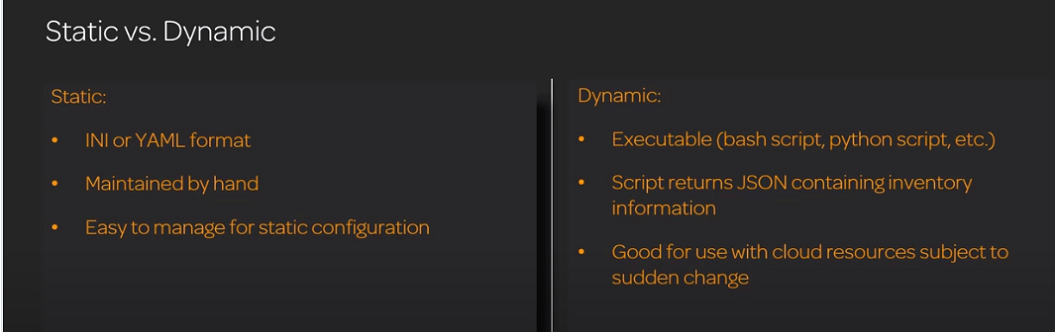 Static vs. Dynamic
Static:
• INI or YAML format
• Maintained by hand
• Easy to manage for static configuration
Dynamic:
• Executable (bash script, python script, etc.)
• Script returns JSON containing inventory
information
• Good for use with cloud resources subject to
sudden change